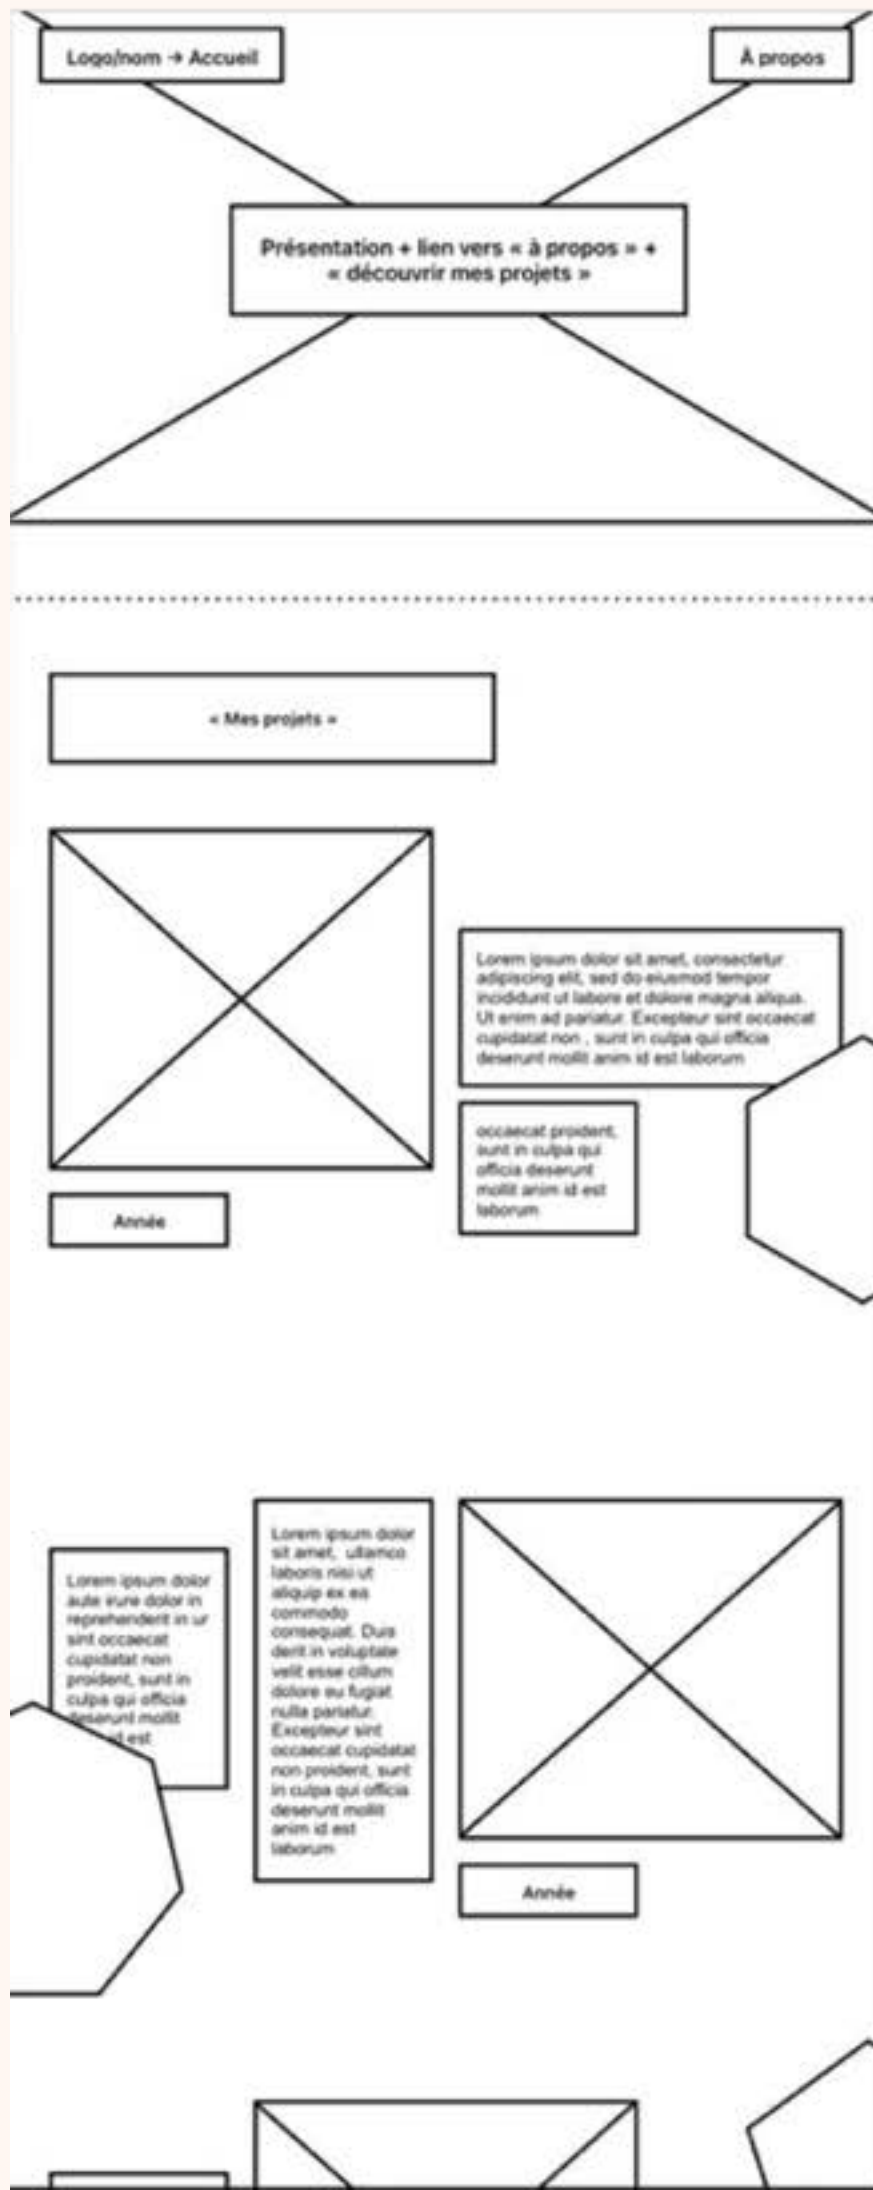 Logo/nom → Accueil
À propos
Présentation + lien vers « à propos » +
« découvrir mes projets »
« Mes projets »
Lorem ipsum dolor sit amet, consectetur
adipiscing elit, sed do eiusmod tempor
incididunt ut labore et dolore magna aliqua.
Ut enim ad pariatur. Excepteur sint occaecat
cupidatat non , sunt in culpa qui officia
deserunt mollit anim id est laborum
occaecat proident,
sunt in culpa qui
officia deserunt
mollit anim id est
laborum
Année
Lorem ipsum dolor
aute irure dolor in
reprehenderit in ur
sint occaecat
cupidatat non
proident, sunt in
culpa qui officia
deserunt mollit
id est
Lorem ipsum dolor
sit amet, ullamco
laboris nisi ut
aliquip ex ea
commodo
consequat. Duis
derit in voluptate
velit esse cillum
dolore eu fugiat
nulla pariatur.
Excepteur sint
occaecat cupidatat
non proident, sunt
in culpa qui officia
deserunt mollit
anim id est
laborum
Année